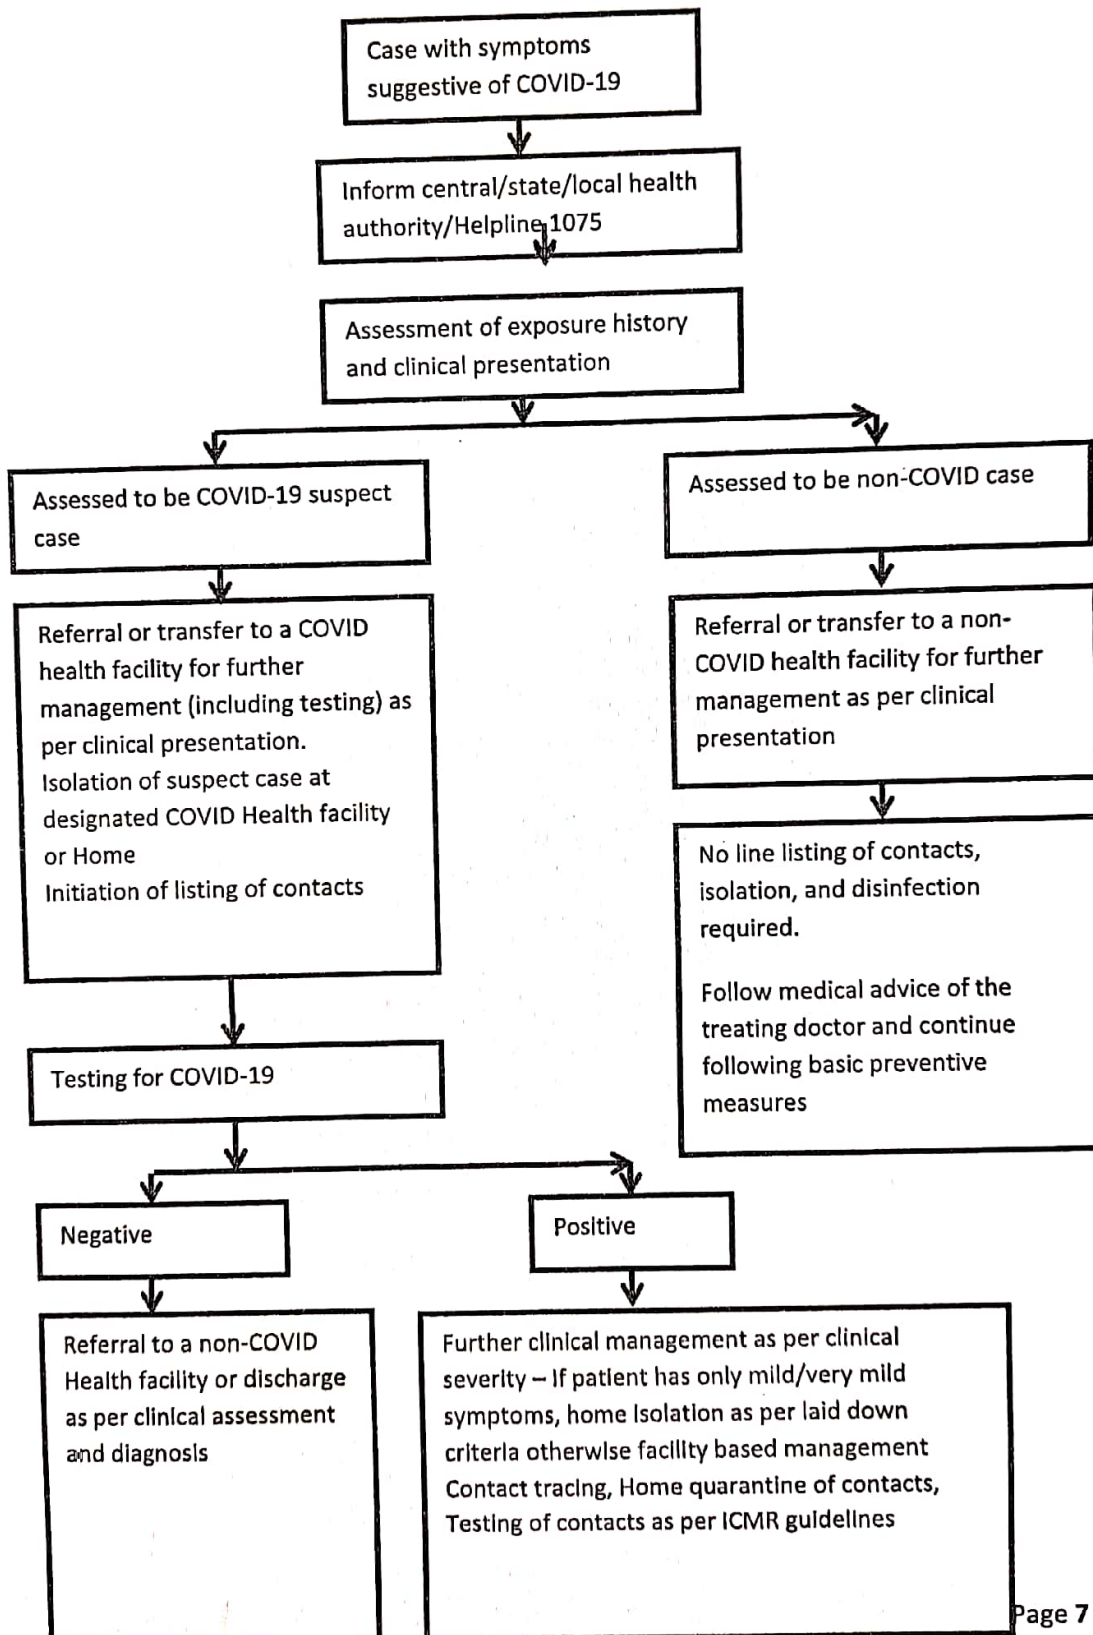 Case with symptoms
suggestive of COVID-19
Inform central/state/local health
authority/Helpline 1075
Assessment of exposure history
and clinical presentation
Assessed to be COVID-19 suspect
case
Assessed to be non-COVID case
Referral or transfer to a COVID
health facility for further
management (including testing) as
per clinical presentation.
Isolation of suspect case at
designated COVID Health facility
or Home
Initiation of listing of contacts
Referral or transfer to a non-
COVID health facility for further
management as per clinical
presentation
No line listing of contacts,
isolation, and disinfection
required.
Follow medical advice of the
treating doctor and continue
following basic preventive
measures
Testing for COVID-19
Negative
Positive
Referral to a non-COVID
Health facility or discharge
as per clinical assessment
and diagnosis
Further clinical management as per clinical
severity – If patient has only mild/very mild
symptoms, home isolation as per laid down
criteria otherwise facility based management
Contact tracing, Home quarantine of contacts,
Testing of contacts as per ICMR guidelines
Page 7